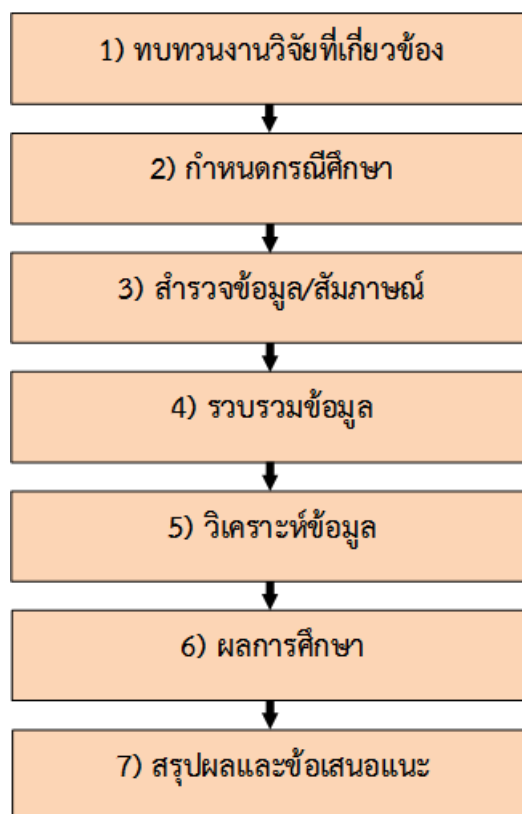 1) ทบทวนงานวิจัยที่เกี่ยวข้อง
2) กำหนดกรณีศึกษา
3) สำรวจข้อมูล/สัมภาษณ์
4) รวบรวมข้อมูล
5) วิเคราะห์ข้อมูล
6) ผลการศึกษา
7) สรุปผลและข้อเสนอแนะ